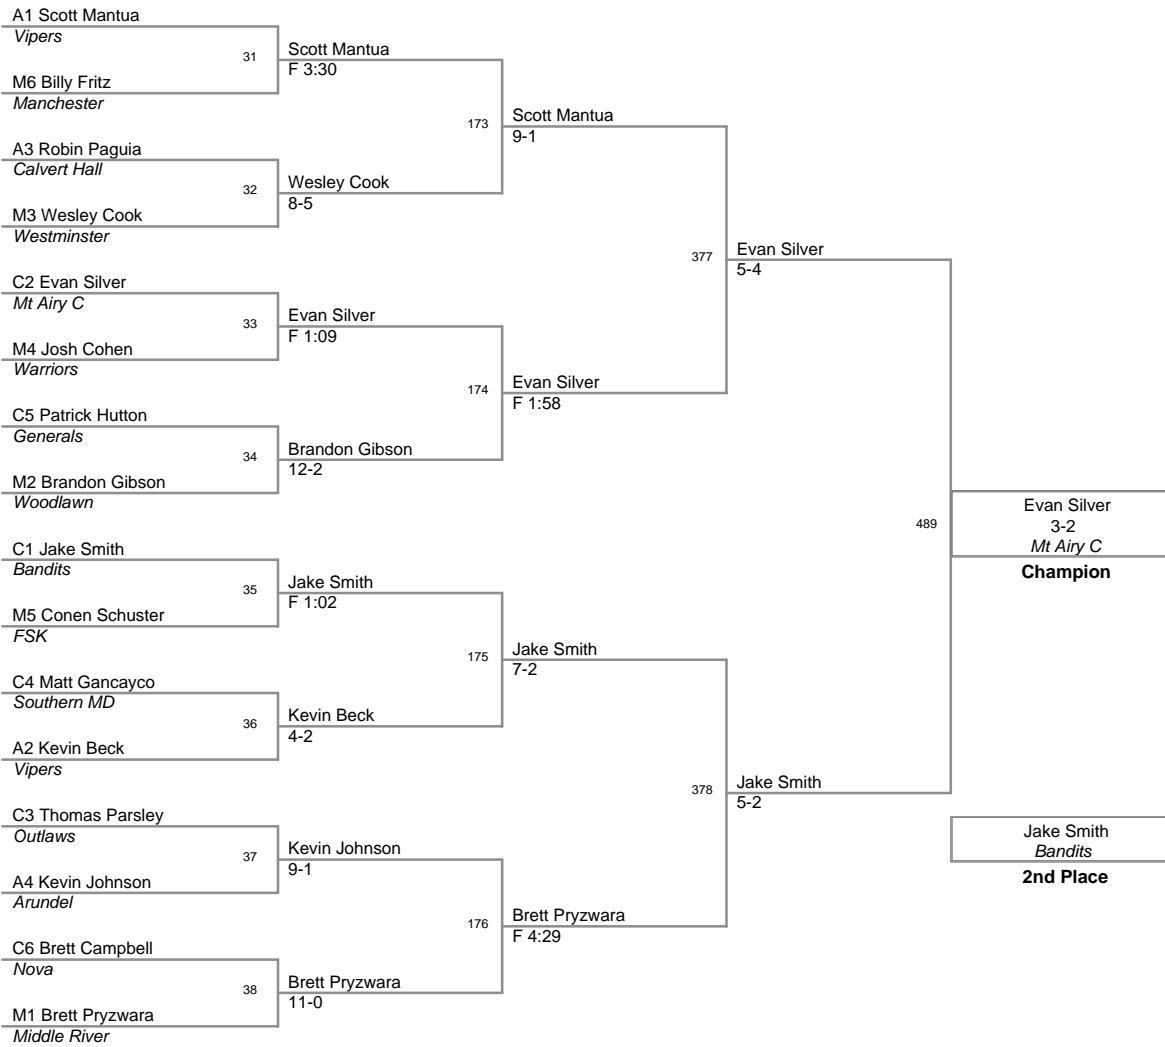 A1 Scott Mantua
Vipers
31
M6 Billy Fritz
Manchester
A3 Robin Paguia
Calvert Hall
32
M3 Wesley Cook
Westminster
C2 Evan Silver
Mt Airy C
33
M4 Josh Cohen
Warriors
C5 Patrick Hutton
Generals
34
M2 Brandon Gibson
Woodlawn
C1 Jake Smith
Bandits
35
M5 Conen Schuster
FSK
C4 Matt Gancayco
Southern MD
36
A2 Kevin Beck
Vipers
C3 Thomas Parsley
Outlaws
37
A4 Kevin Johnson
Arundel
C6 Brett Campbell
Nova
38
M1 Brett Pryzwara
Middle River
Scott Mantua
F 3:30
173
Wesley Cook
8-5
Evan Silver
F 1:09
174
Brandon Gibson
12-2
Jake Smith
F 1:02
175
Kevin Beck
4-2
Kevin Johnson
9-1
176
Brett Pryzwara
11-0
Scott Mantua
9-1
377
Evan Silver
F 1:58
Jake Smith
7-2
378
Brett Pryzwara
F 4:29
Evan Silver
5-4
489
Jake Smith
5-2
Evan Silver
3-2
Mt Airy C
Champion
Jake Smith
Bandits
2nd Place